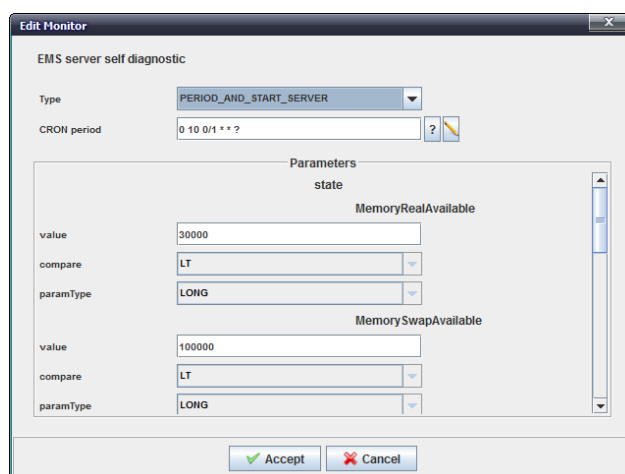 Edit Monitor
x
EMS server self diagnostic
Type PERIOD_AND_START_SERVER
CRON period 0 10 0/1 * * ? ?
Parameters
state
MemoryRealAvailable
value 30000
compare LT
paramType LONG
MemorySwapAvailable
value 100000
compare LT
paramType LONG
Accept Cancel